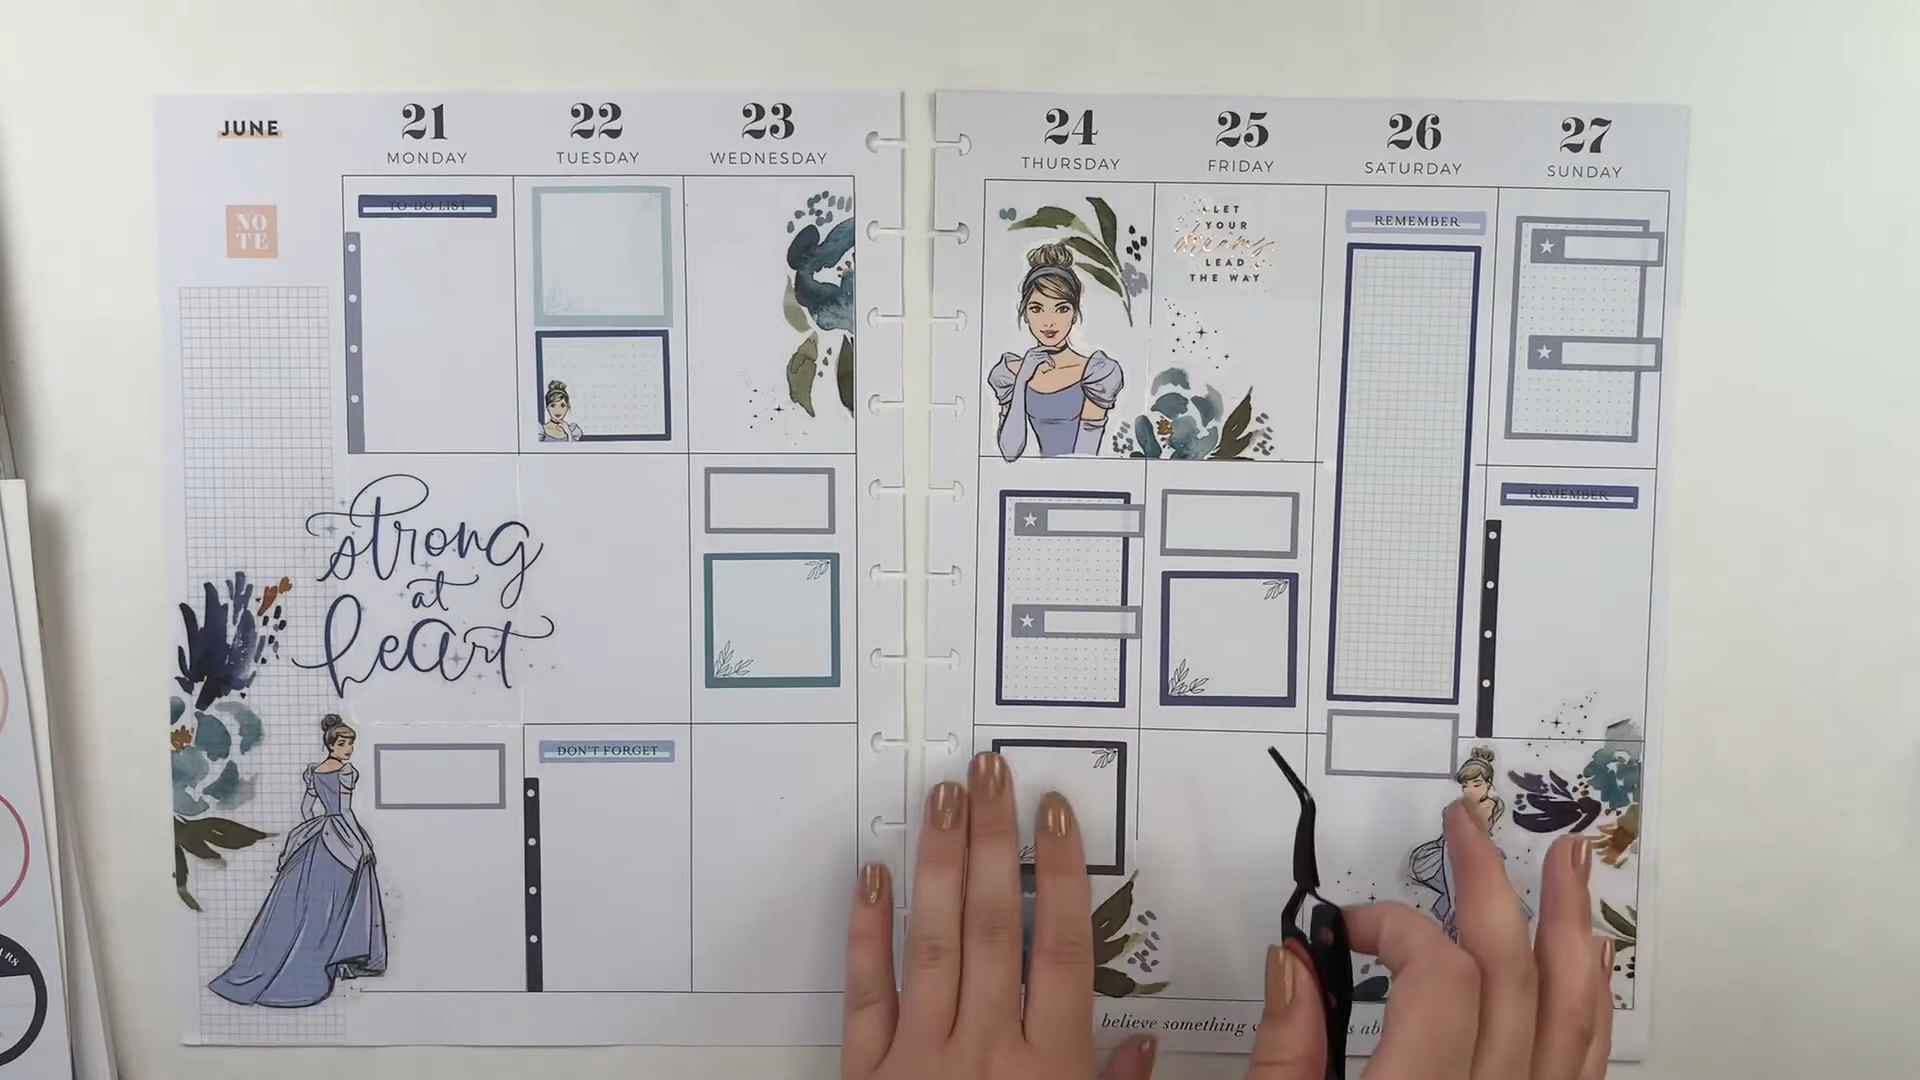 JUNE
21
MONDAY
22
TUESDAY
23
WEDNESDAY
24
THURSDAY
25
FRIDAY
26
SATURDAY
27
SUNDAY
NO
TE
TO DO LIST
LET
YOUR
dreams
LEAD
THE WAY
REMEMBER
REMEMBER
strong
at
heart
DON'T FORGET
believe something